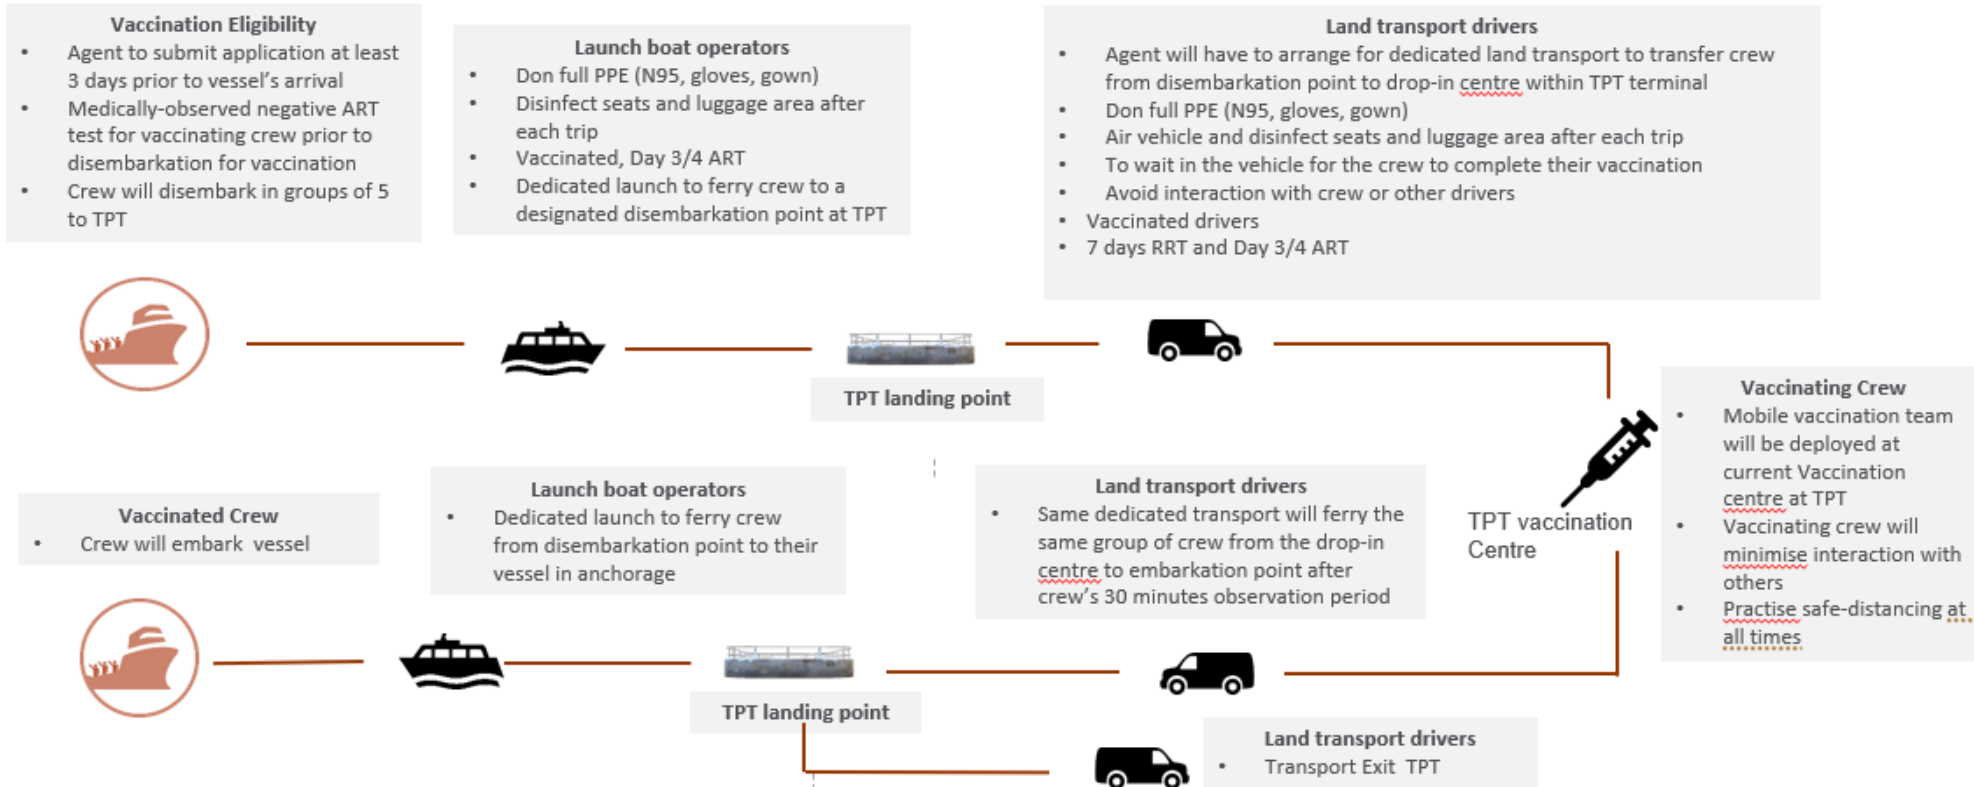 Vaccination Eligibility
• Agent to submit application at least
3 days prior to vessel's arrival
• Medically-observed negative ART
test for vaccinating crew prior to
disembarkation for vaccination
• Crew will disembark in groups of 5
to TPT
Launch boat operators
• Don full PPE (N95, gloves, gown)
• Disinfect seats and luggage area after
each trip
• Vaccinated, Day 3/4 ART
• Dedicated launch to ferry crew to a
designated disembarkation point at TPT
Land transport drivers
• Agent will have to arrange for dedicated land transport to transfer crew
from disembarkation point to drop-in centre within TPT terminal
• Don full PPE (N95, gloves, gown)
• Air vehicle and disinfect seats and luggage area after each trip
• To wait in the vehicle for the crew to complete their vaccination
• Avoid interaction with crew or other drivers
• Vaccinated drivers
• 7 days RRT and Day 3/4 ART
TPT landing point
Vaccinating Crew
• Mobile vaccination team
will be deployed at
current Vaccination
centre at TPT
• Vaccinating crew will
minimise interaction with
others
• Practise safe-distancing at
all times
TPT vaccination
Centre
Land transport drivers
• Same dedicated transport will ferry the
same group of crew from the drop-in
centre to embarkation point after
crew's 30 minutes observation period
Launch boat operators
• Dedicated launch to ferry crew
from disembarkation point to their
vessel in anchorage
Vaccinated Crew
• Crew will embark vessel
TPT landing point
Land transport drivers
• Transport Exit TPT